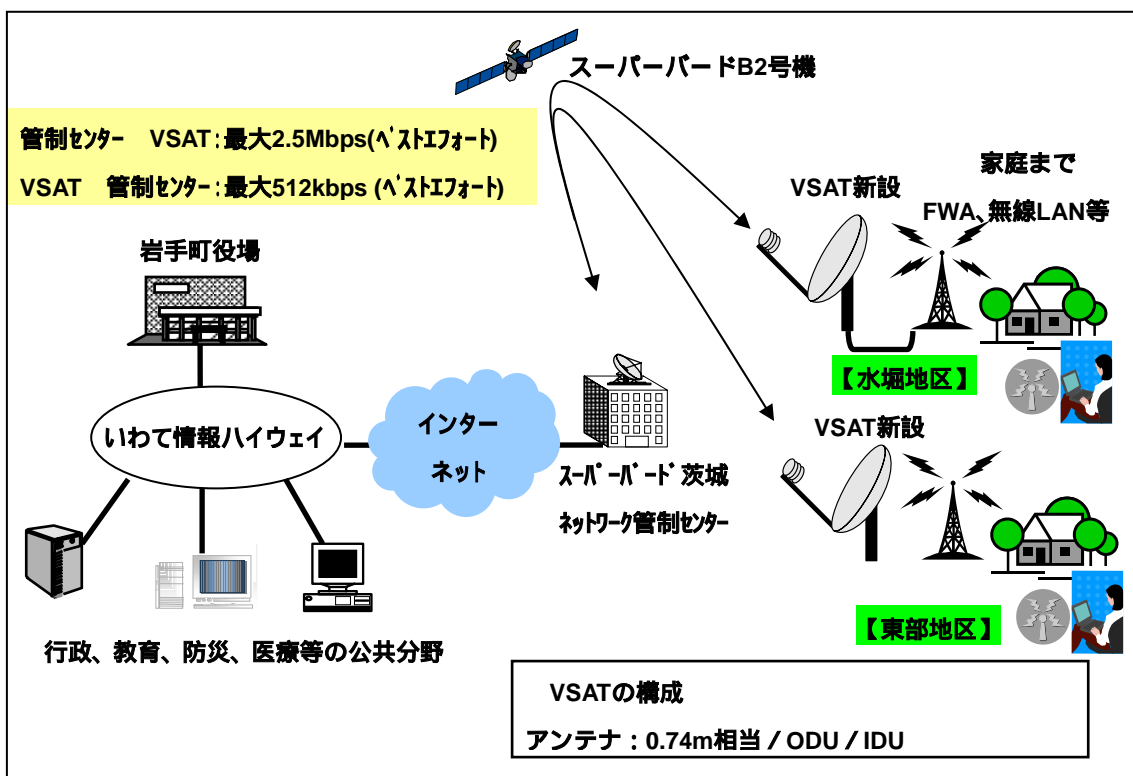 スーパーバードB2号機
管制ｾﾝﾀｰ　VSAT：最大2.5Mbps(ﾍﾞｽﾄｴﾌｫｰﾄ)
VSAT　管制ｾﾝﾀｰ：最大512kbps (ﾍﾞｽﾄｴﾌｫｰﾄ)
家庭まで
FWA、無線LAN等
VSAT新設
岩手町役場
【水堀地区】
いわて情報ハイウェイ
インター
ネット
VSAT新設
ｽｰﾊﾟｰﾊﾞｰﾄﾞ茨城
ﾈｯﾄﾜｰｸ管制ｾﾝﾀｰ
【東部地区】
行政、教育、防災、医療等の公共分野
VSATの構成
アンテナ：0.74m相当／ODU／IDU